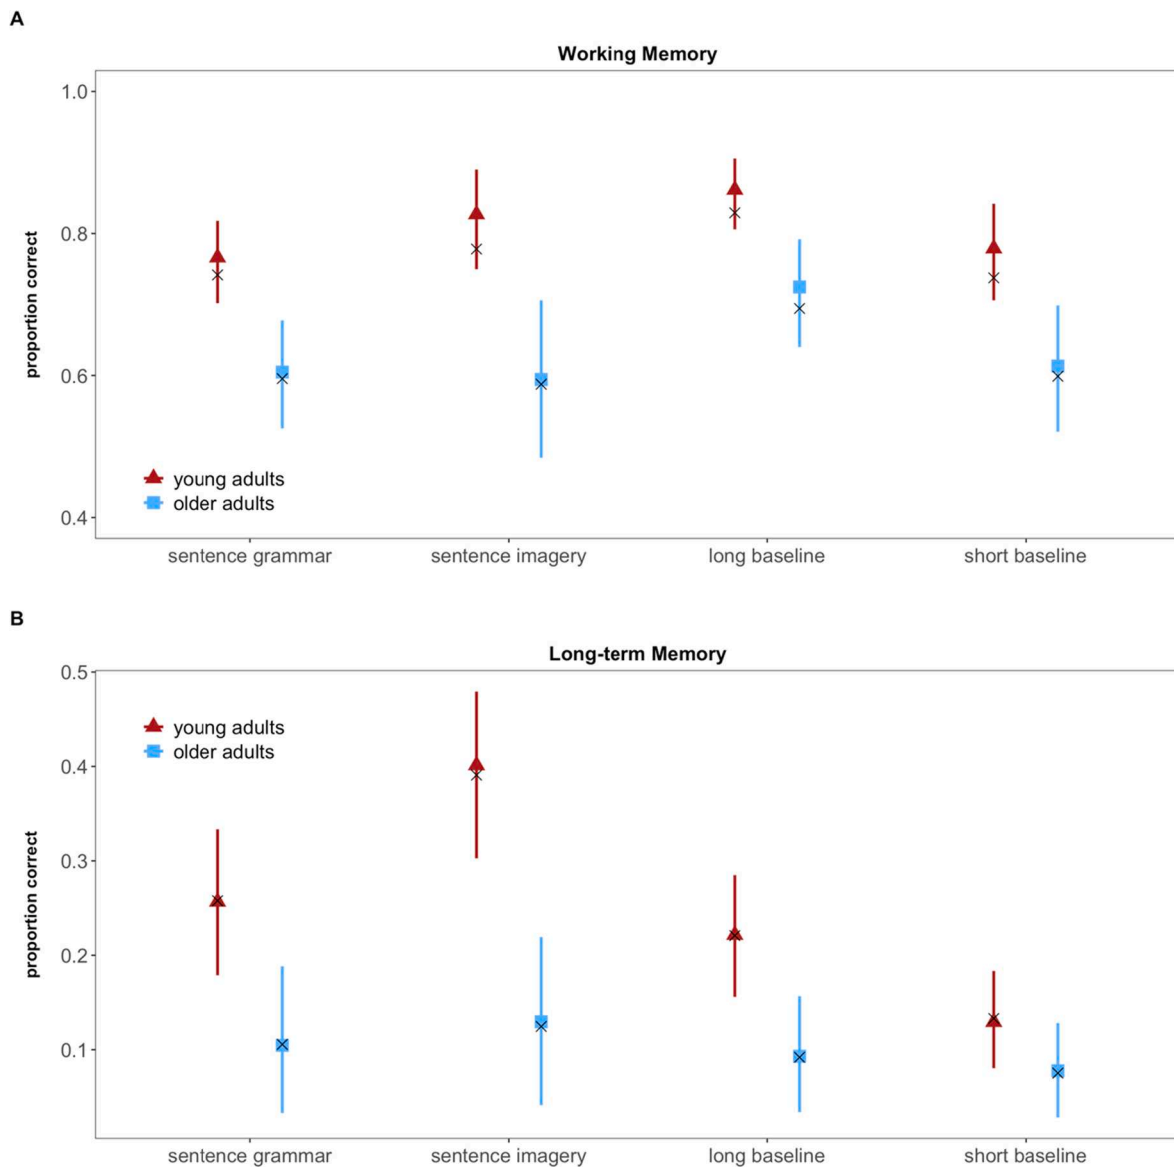 A
Working Memory
1.0
0.8
0.6
0.4
proportion correct
young adults
older adults
sentence grammar
sentence imagery
long baseline
short baseline
B
Long-term Memory
0.5
0.4
0.3
0.2
0.1
proportion correct
young adults
older adults
sentence grammar
sentence imagery
long baseline
short baseline